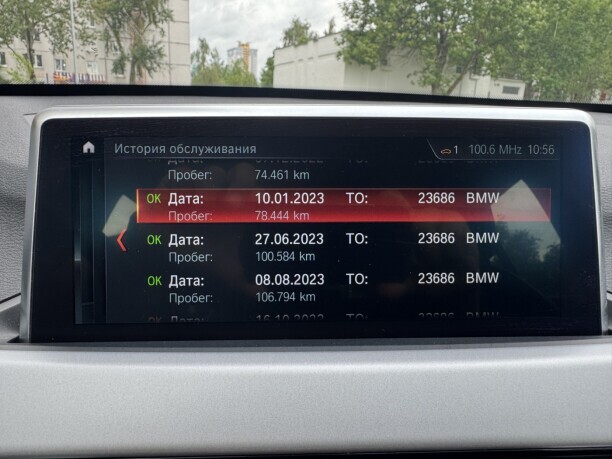 История обслуживания 1 100.6 MHz 10:56
Пробег: 74.461 km
OK Дата: 10.01.2023 ТО: 23686 BMW
Пробег: 78.444 km
OK Дата: 27.06.2023 ТО: 23686 BMW
Пробег: 100.584 km
OK Дата: 08.08.2023 ТО: 23686 BMW
Пробег: 106.794 km